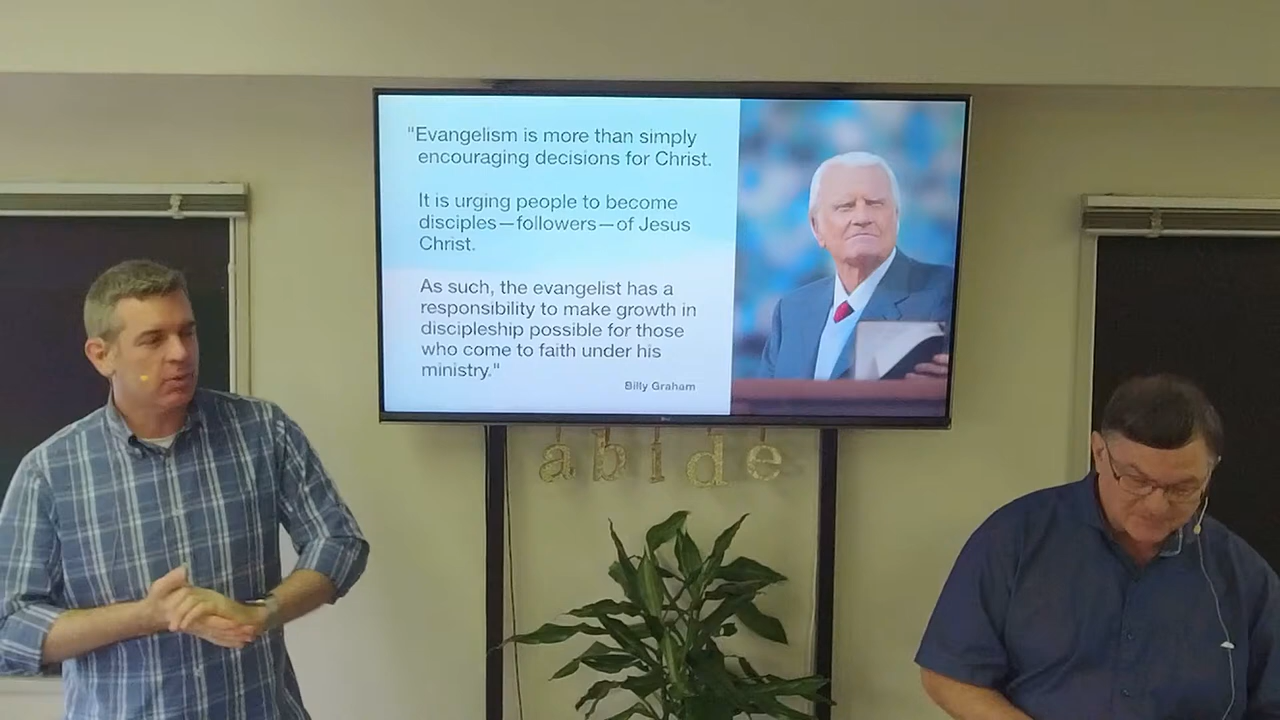 "Evangelism is more than simply
encouraging decisions for Christ.
It is urging people to become
disciples—followers—of Jesus
Christ.
As such, the evangelist has a
responsibility to make growth in
discipleship possible for those
who come to faith under his
ministry."
Billy Graham
abide